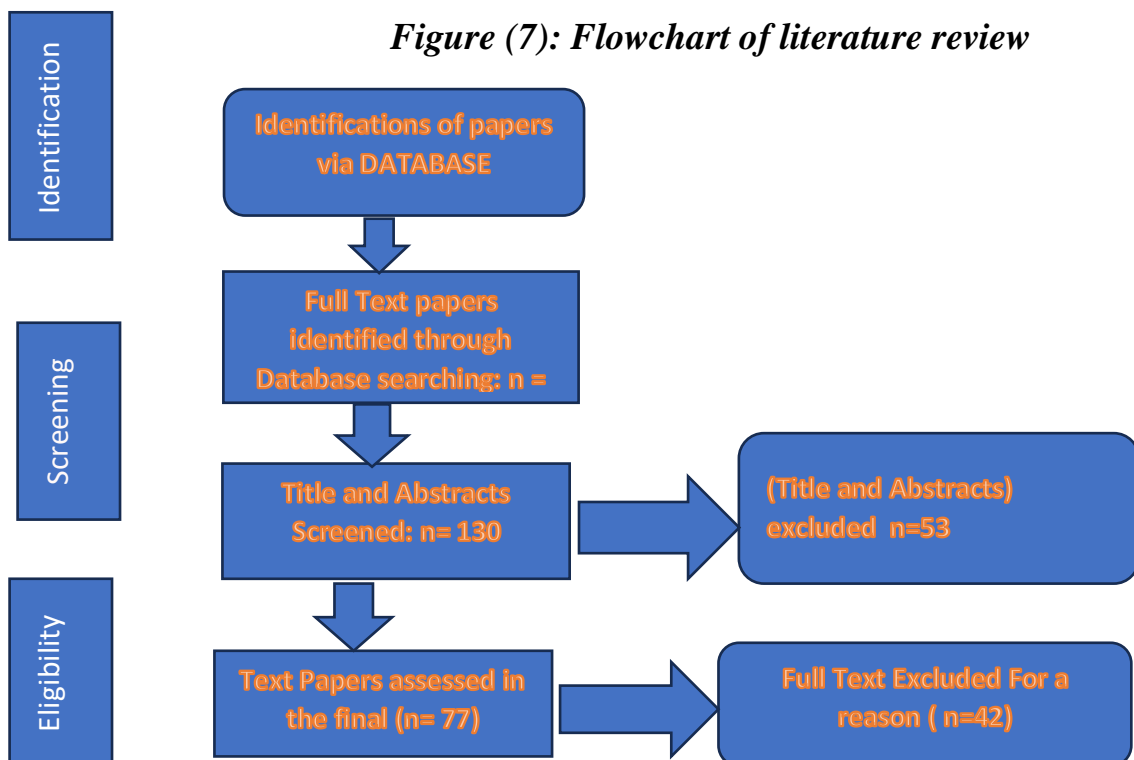 Figure (7): Flowchart of literature review
Identification
Identifications of papers
via DATABASE
Full Text papers
identified through
Database searching: n =
Screening
Title and Abstracts
Screened: n= 130
(Title and Abstracts)
excluded n=53
Eligibility
Text Papers assessed in
the final (n= 77)
Full Text Excluded For a
reason ( n=42)